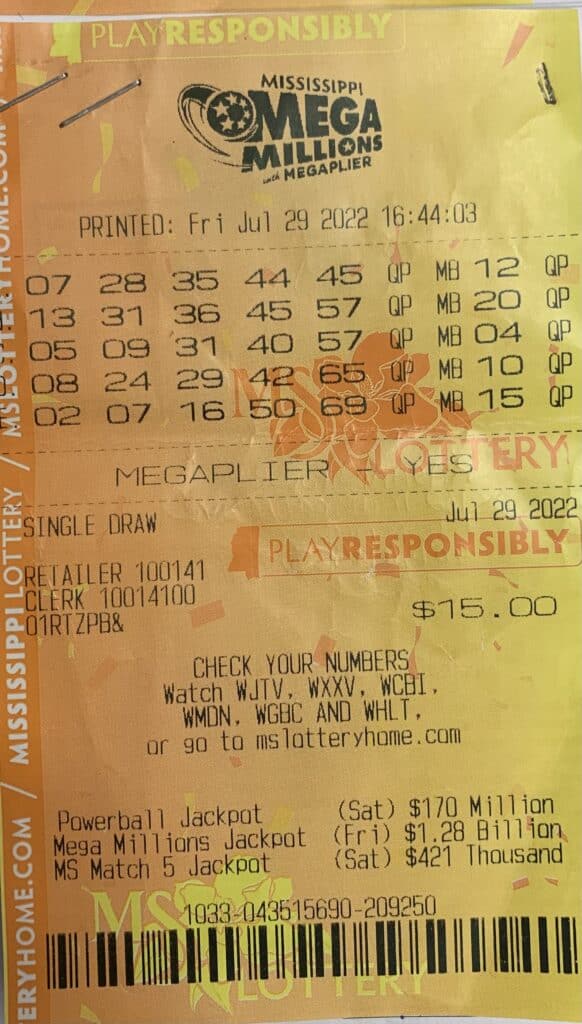 PLAYRESPONSIBLY
MISSISSIPPI
MEGA
MILLIONS
with MEGAPLIER
PRINTED: Fri Jul 29 2022 16:44:03
07 28 35 44 45 QP MB 12 QP
13 31 36 45 57 QP MB 20 QP
05 09 31 40 57 QP MB 04 QP
08 24 29 42 65 QP MB 10 QP
02 07 16 50 69 QP MB 15 QP
MS LOTTERY
MEGAPLIER - YES
SINGLE DRAW Jul 29 2022
PLAYRESPONSIBLY
RETAILER 100141
CLERK 10014100
01RTZPB&
$15.00
CHECK YOUR NUMBERS
Watch WJTV, WXXV, WCBI,
WMDN, WGBC AND WHLT,
or go to mslotteryhome.com
Powerball Jackpot (Sat) $170 Million
Mega Millions Jackpot (Fri) $1.28 Billion
MS Match 5 Jackpot (Sat) $421 Thousand
1033-043515690-209250
MS LOTTERY
ERYHOME.COM / MISSISSIPPI LOTTERY / MSLOTTERYHOME.COM